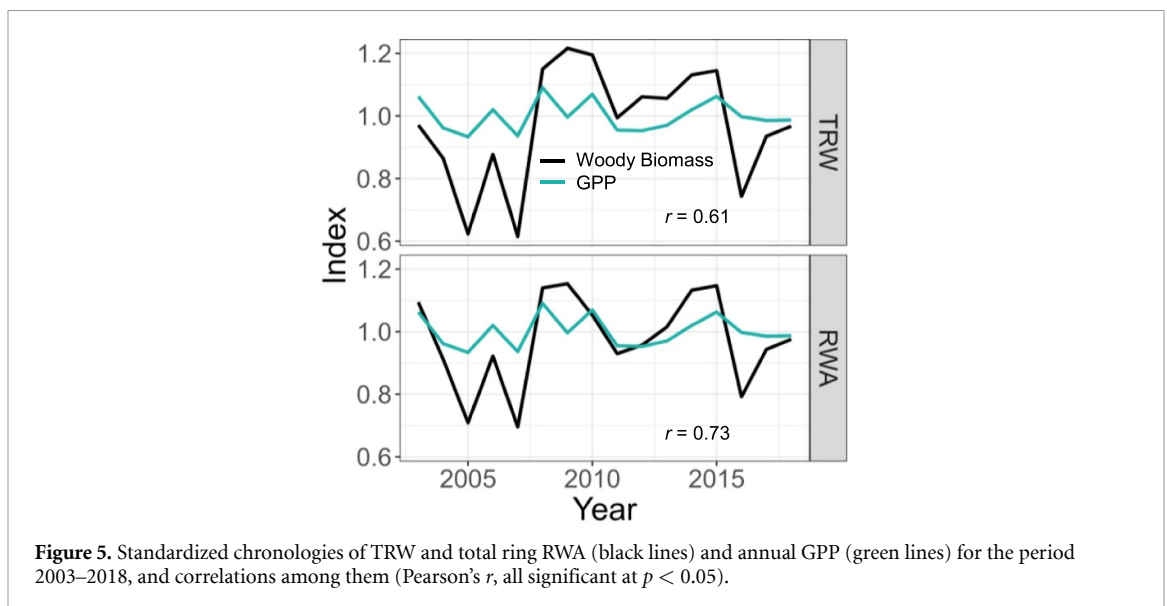 1.2
1.0
0.8
0.6
Woody Biomass
GPP
r = 0.61
TRW
Index
1.2
1.0
0.8
0.6
r = 0.73
RWA
2005 2010 2015
Year
Figure 5. Standardized chronologies of TRW and total ring RWA (black lines) and annual GPP (green lines) for the period
2003–2018, and correlations among them (Pearson's r, all significant at p < 0.05).